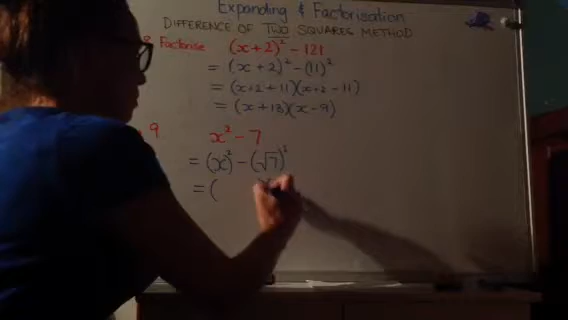 Expanding & Factorisation
DIFFERENCE OF TWO SQUARES METHOD
8 Factorise (x+2)² - 121
= (x+2)² - (11)²
= (x+2+11)(x+2-11)
= (x+13)(x-9)
9 x² - 7
= (x)² - (√7)²
= ( )(